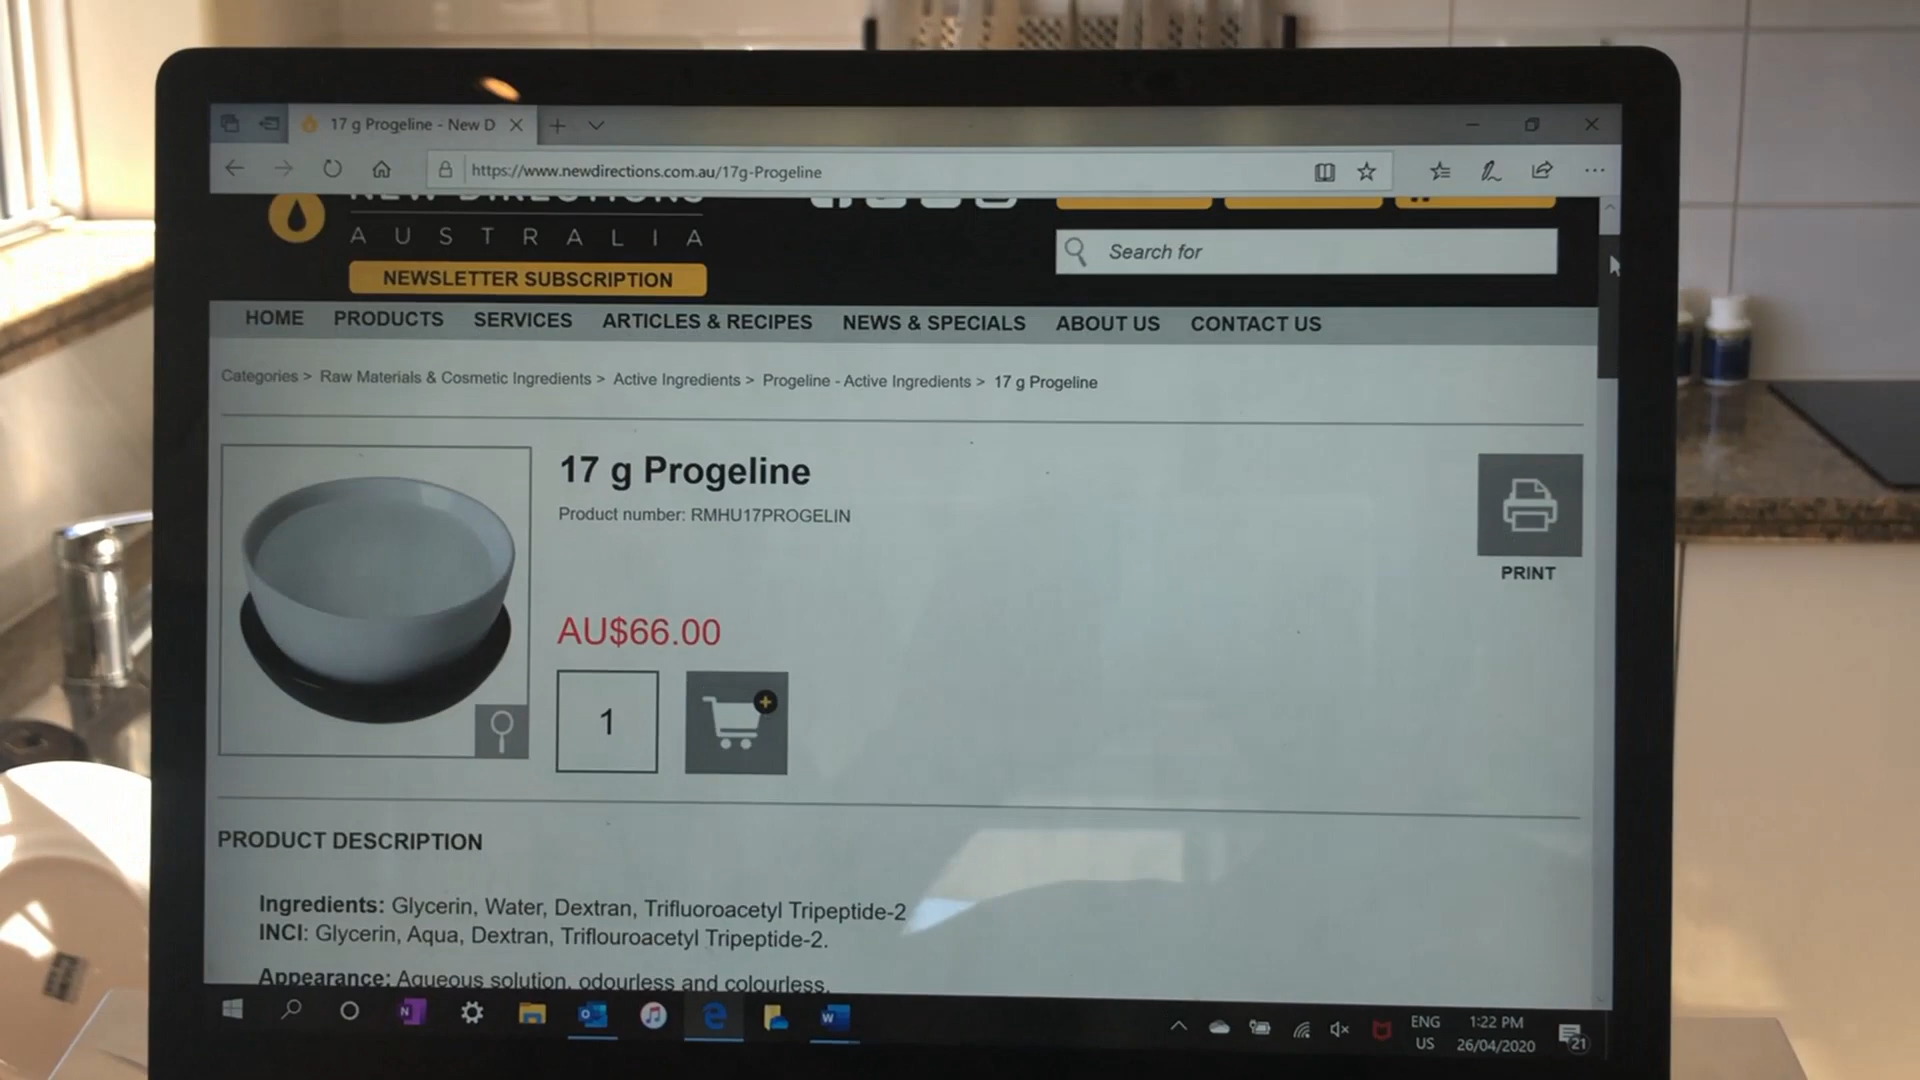 17 g Progeline - New D
https://www.newdirections.com.au/17g-Progeline
NEW DIRECTIONS
AUSTRALIA
Search for
NEWSLETTER SUBSCRIPTION
HOME PRODUCTS SERVICES ARTICLES & RECIPES NEWS & SPECIALS ABOUT US CONTACT US
Categories > Raw Materials & Cosmetic Ingredients > Active Ingredients > Progeline - Active Ingredients > 17 g Progeline
17 g Progeline
Product number: RMHU17PROGELIN
PRINT
AU$66.00
1
PRODUCT DESCRIPTION
Ingredients: Glycerin, Water, Dextran, Trifluoroacetyl Tripeptide-2
INCI: Glycerin, Aqua, Dextran, Triflouroacetyl Tripeptide-2.
Appearance: Aqueous solution, odourless and colourless.
ENG 1:22 PM
US 26/04/2020 21